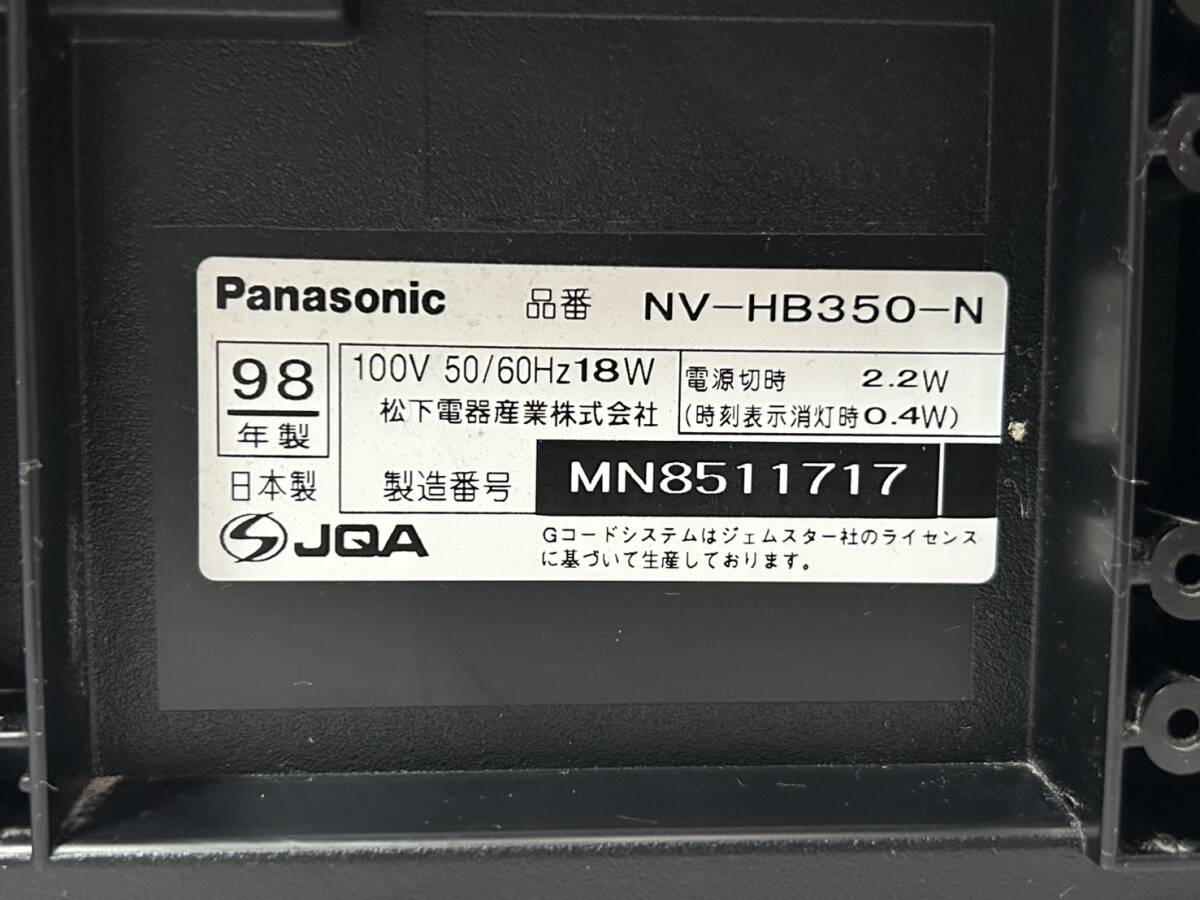 Panasonic 品番 NV-HB350-N
98
年製
日本製
100V 50/60Hz 18W
松下電器産業株式会社
電源切時 2.2W
(時刻表示消灯時0.4W)
製造番号 MN8511717
JQA
Gコードシステムはジェムスター社のライセンス
に基づいて生産しております。